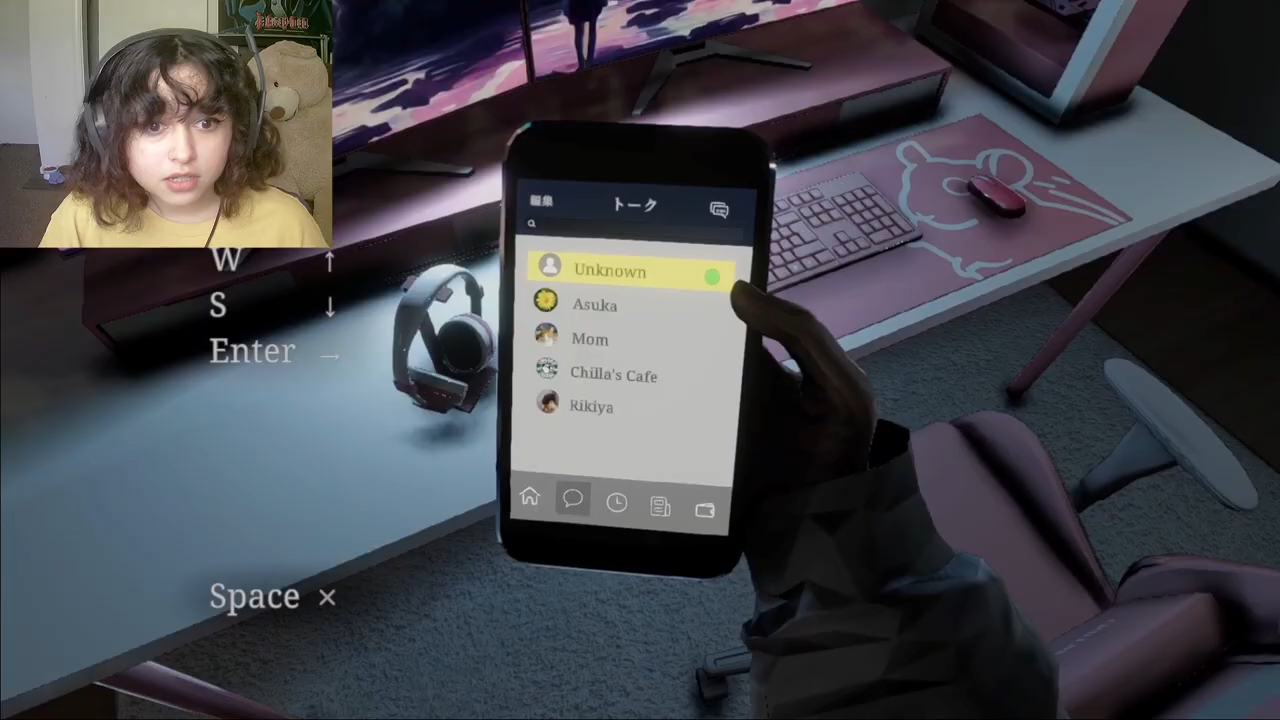 編集
トーク
Unknown
Asuka
Mom
Chilla's Cafe
Rikiya
W ↑
S ↓
Enter →
Space ×